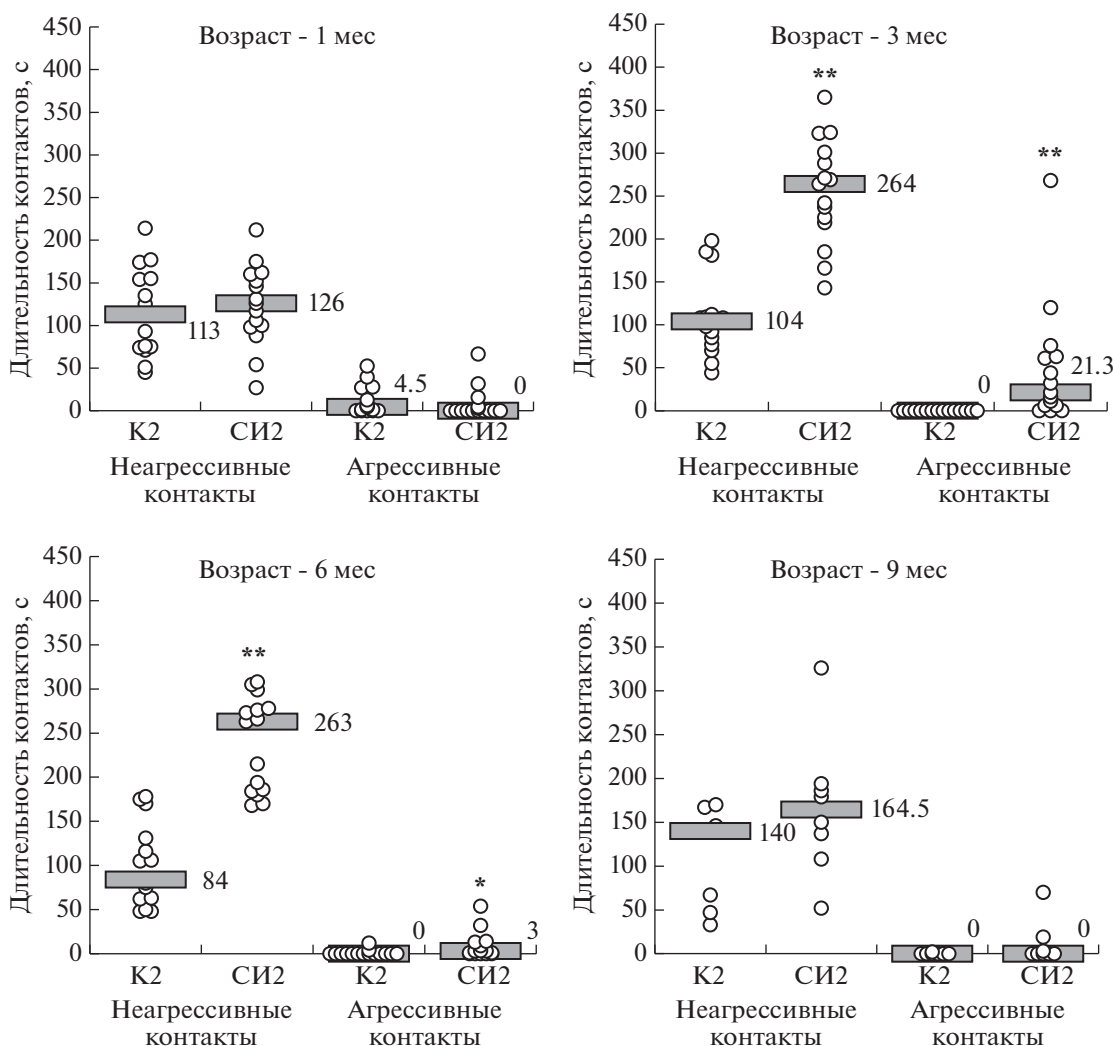 Возраст - 1 мес
Длительность контактов, с
450
400
350
300
250
200
150
100
50
0
113
126
4.5
0
К2
СИ2
К2
СИ2
Неагрессивные
контакты
Агрессивные
контакты
Возраст - 3 мес
Длительность контактов, с
450
400
350
300
250
200
150
100
50
0
**
**
104
264
0
21.3
К2
СИ2
К2
СИ2
Неагрессивные
контакты
Агрессивные
контакты
Возраст - 6 мес
Длительность контактов, с
450
400
350
300
250
200
150
100
50
0
**
*
84
263
0
3
К2
СИ2
К2
СИ2
Неагрессивные
контакты
Агрессивные
контакты
Возраст - 9 мес
Длительность контактов, с
450
400
350
300
250
200
150
100
50
0
140
164.5
0
0
К2
СИ2
К2
СИ2
Неагрессивные
контакты
Агрессивные
контакты